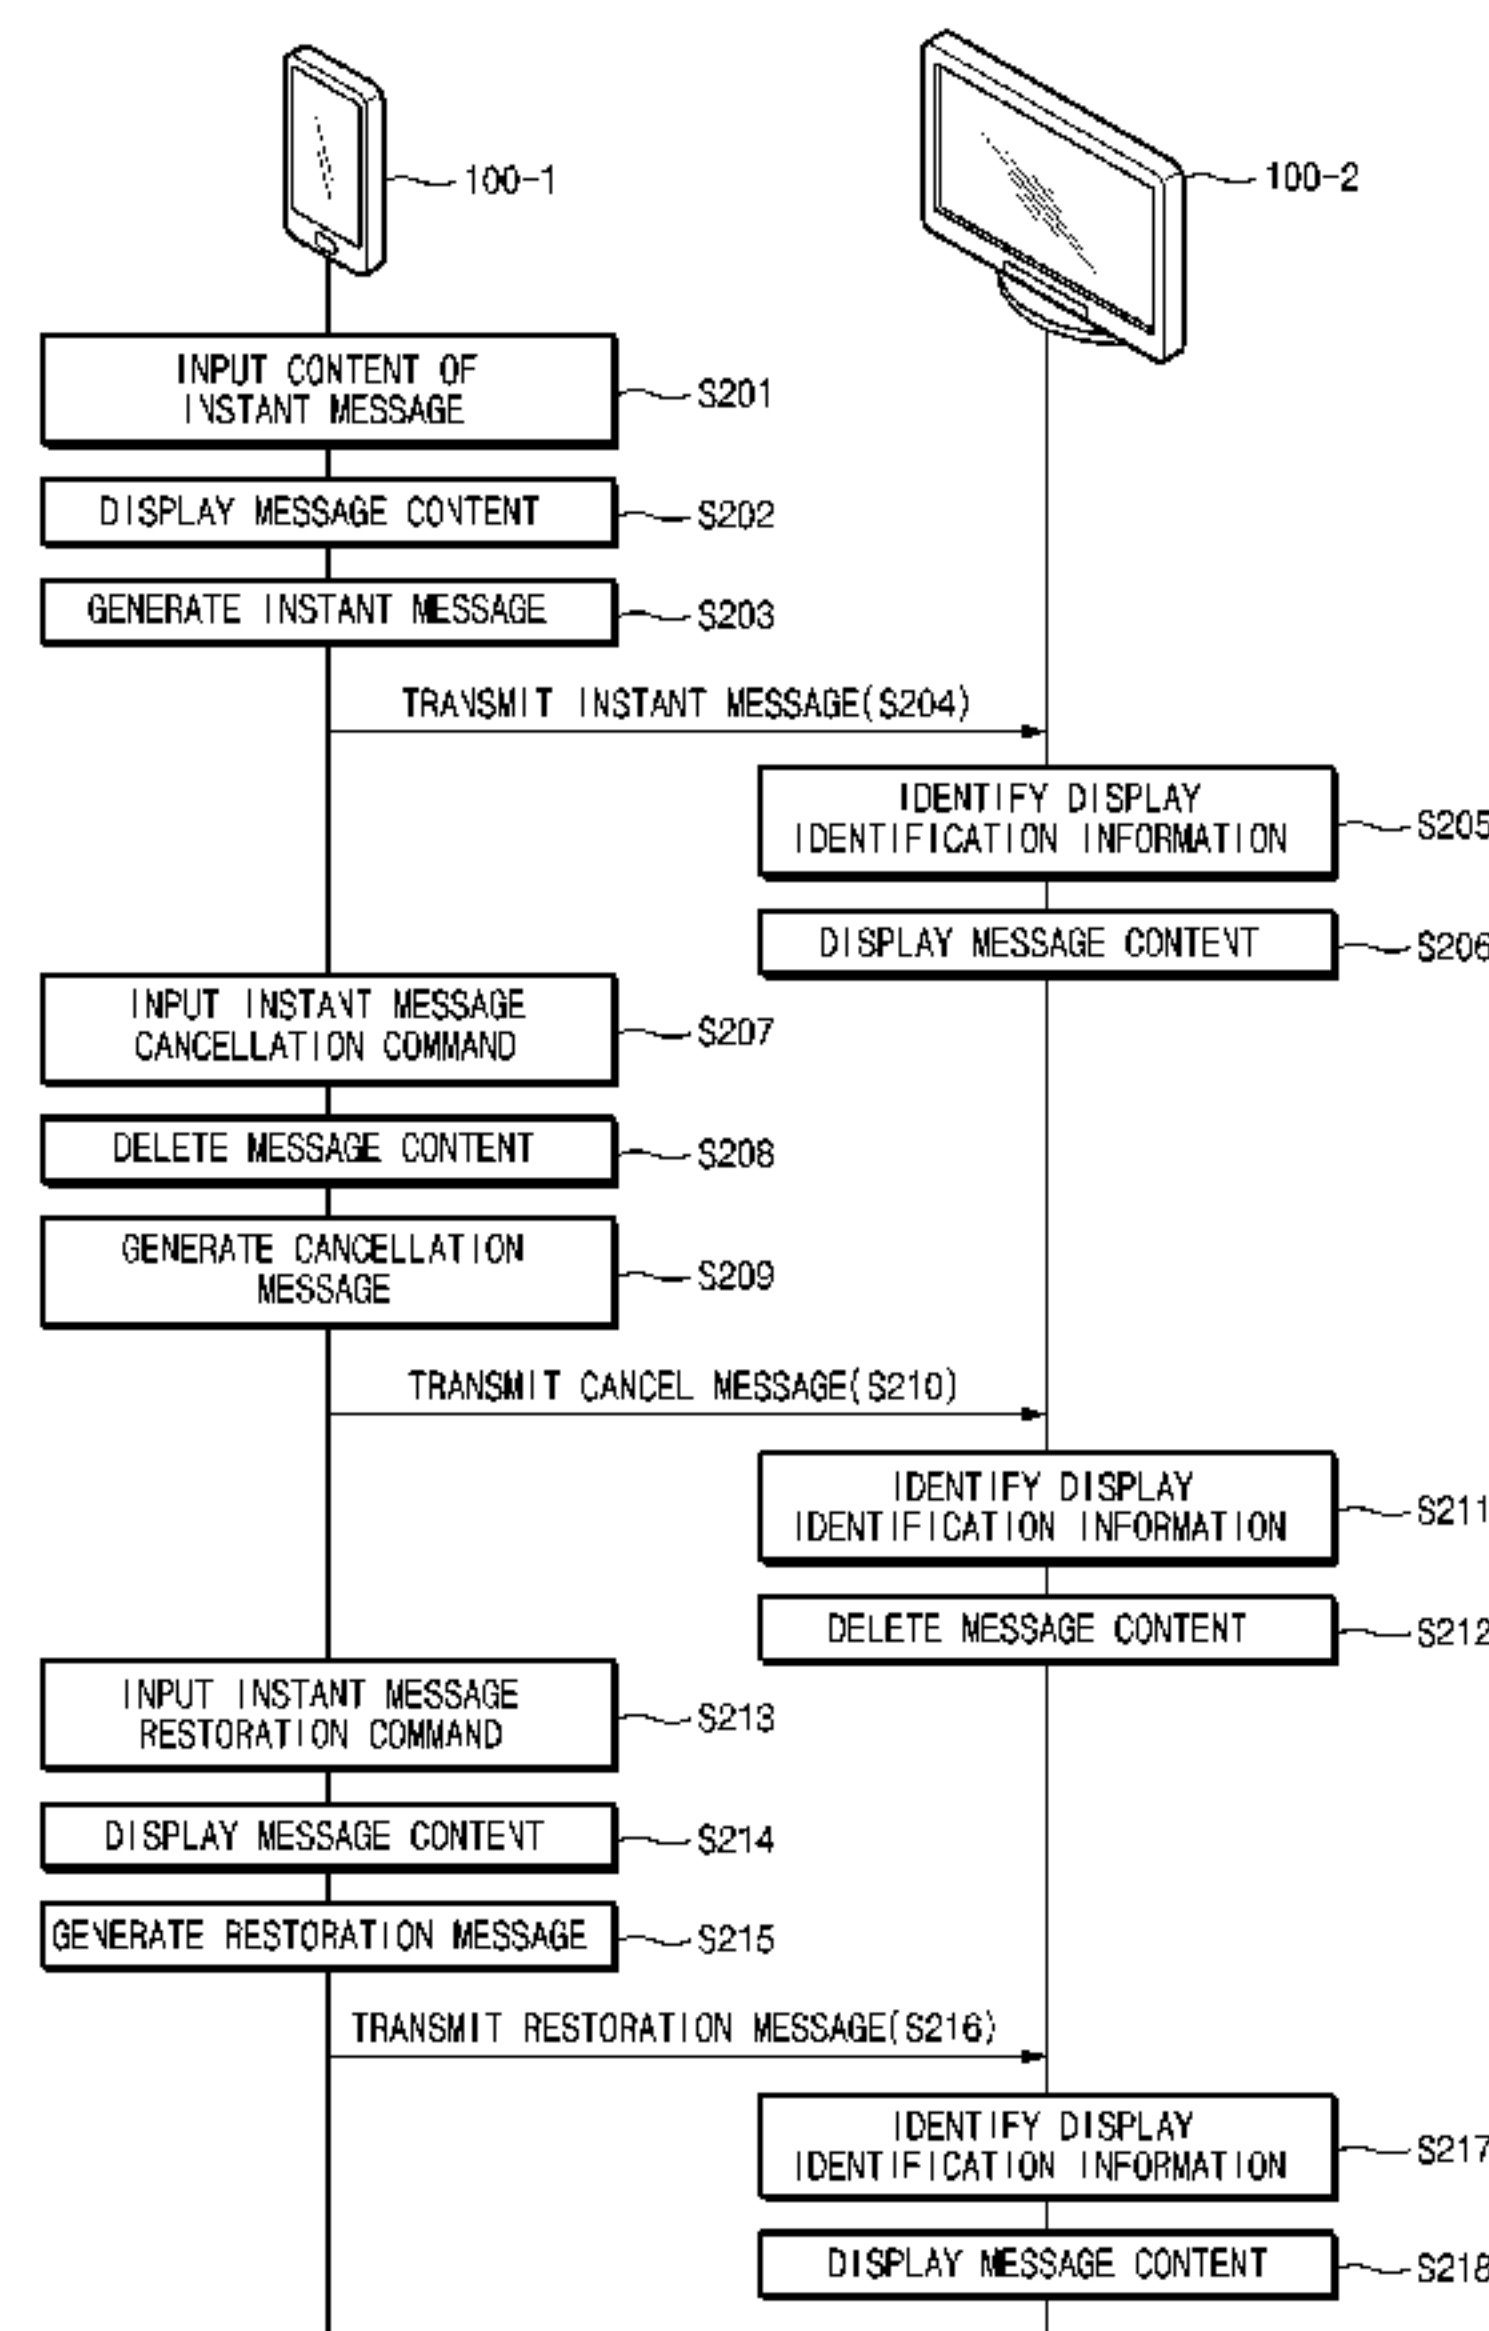 100-1
100-2
INPUT CONTENT OF
INSTANT MESSAGE
S201
DISPLAY MESSAGE CONTENT
S202
GENERATE INSTANT MESSAGE
S203
TRANSMIT INSTANT MESSAGE(S204)
IDENTIFY DISPLAY
IDENTIFICATION INFORMATION
S205
DISPLAY MESSAGE CONTENT
S206
INPUT INSTANT MESSAGE
CANCELLATION COMMAND
S207
DELETE MESSAGE CONTENT
S208
GENERATE CANCELLATION
MESSAGE
S209
TRANSMIT CANCEL MESSAGE(S210)
IDENTIFY DISPLAY
IDENTIFICATION INFORMATION
S211
DELETE MESSAGE CONTENT
S212
INPUT INSTANT MESSAGE
RESTORATION COMMAND
S213
DISPLAY MESSAGE CONTENT
S214
GENERATE RESTORATION MESSAGE
S215
TRANSMIT RESTORATION MESSAGE(S216)
IDENTIFY DISPLAY
IDENTIFICATION INFORMATION
S217
DISPLAY MESSAGE CONTENT
S218